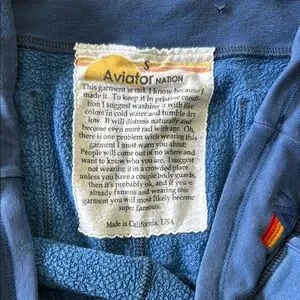 S
Aviator NATION
This garment is rad. I know because I
made it. To keep it in pristine condi-
tion I suggest washing it with like
colors in cold water and tumble dry
low. It will distress naturally and
become even more rad with age. Oh,
there is one problem with wearing this
garment I must warn you about:
People will come out of no where and
want to know who you are. I suggest
not wearing it in a crowded place
unless you have a couple body guards,
then it's probably ok, and if you're
already famous and wearing this
garment you will most likely become
super famous.
Made in California, USA